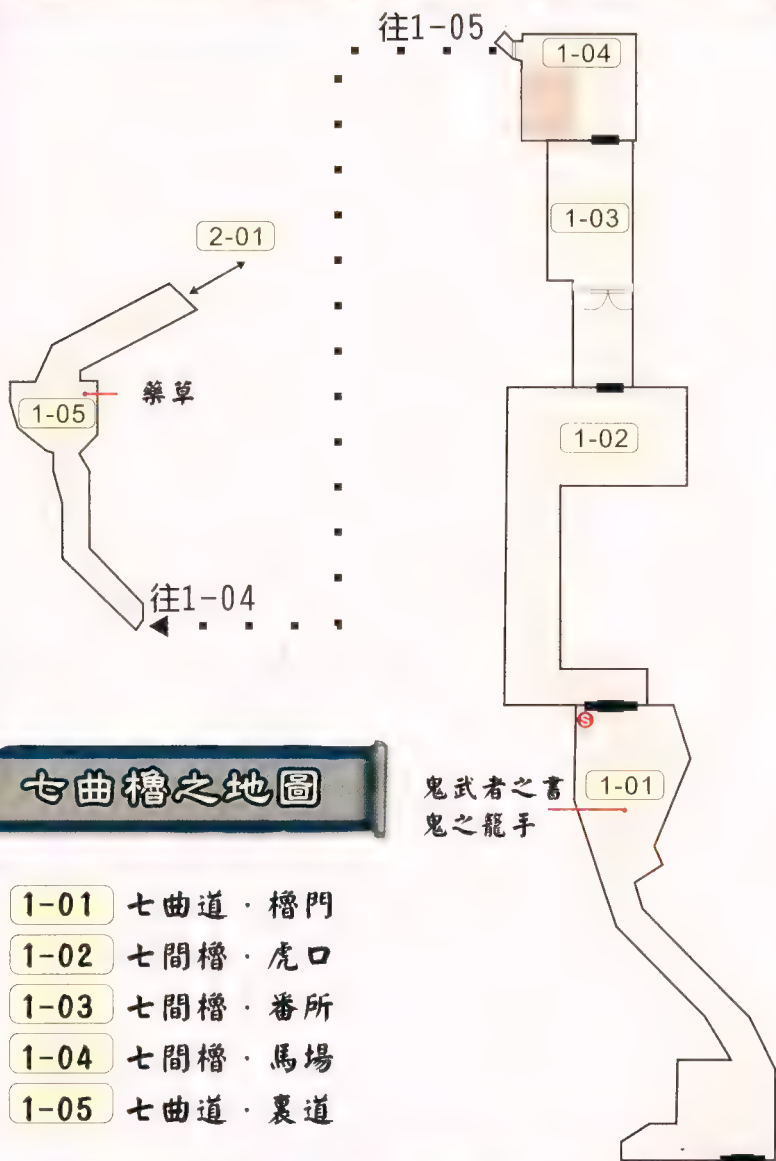 往1-05
1-04
1-03
2-01
藥草
1-05
1-02
往1-04
S
七曲櫓之地圖
鬼武者之書
鬼之籠手
1-01
1-01 七曲道·櫓門
1-02 七間櫓·虎口
1-03 七間櫓·番所
1-04 七間櫓·馬場
1-05 七曲道·裏道